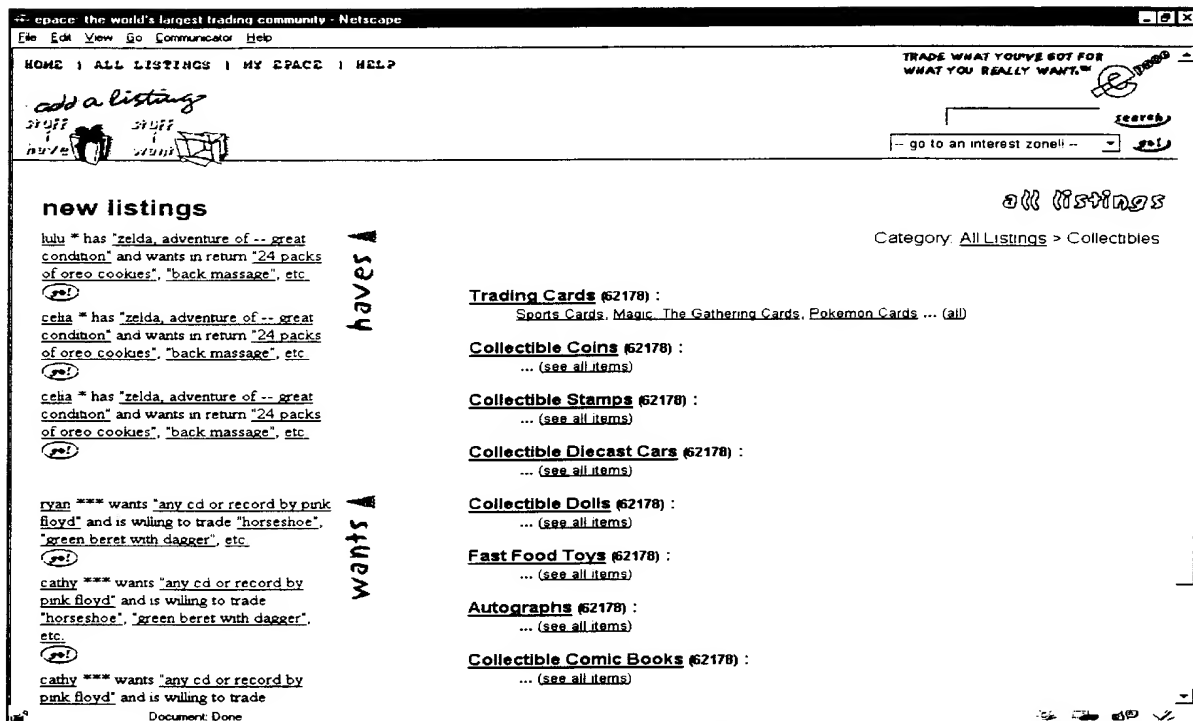 epace: the world's largest trading community - Netscape
File Edit View Go Communicator Help
HOME | ALL LISTINGS | MY EPACE | HELP
TRADE WHAT YOU'VE GOT FOR
WHAT YOU REALLY WANT.™
epace
add a listing
stuff i have
stuff i want
search
-- go to an interest zone!! --
go!
new listings
lulu * has "zelda, adventure of -- great
condition" and wants in return "24 packs
of oreo cookies", "back massage", etc.
go!
celia * has "zelda, adventure of -- great
condition" and wants in return "24 packs
of oreo cookies", "back massage", etc.
go!
celia * has "zelda, adventure of -- great
condition" and wants in return "24 packs
of oreo cookies", "back massage", etc.
go!
haves
ryan *** wants "any cd or record by pink
floyd" and is willing to trade "horseshoe",
"green beret with dagger", etc.
go!
cathy *** wants "any cd or record by
pink floyd" and is willing to trade
"horseshoe", "green beret with dagger",
etc.
go!
cathy *** wants "any cd or record by
pink floyd" and is willing to trade
wants
all listings
Category: All Listings > Collectibles
Trading Cards (62178) :
Sports Cards, Magic, The Gathering Cards, Pokemon Cards ... (all)
Collectible Coins (62178) :
... (see all items)
Collectible Stamps (62178) :
... (see all items)
Collectible Diecast Cars (62178) :
... (see all items)
Collectible Dolls (62178) :
... (see all items)
Fast Food Toys (62178) :
... (see all items)
Autographs (62178) :
... (see all items)
Collectible Comic Books (62178) :
... (see all items)
Document: Done